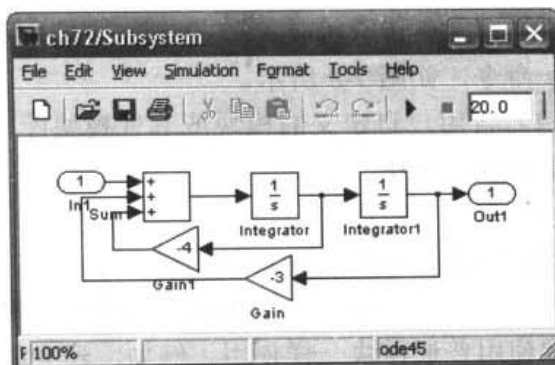 ch72/Subsystem
File Edit View Simulation Format Tools Help
20.0
1
In1
+
+
+
Sum
1
s
Integrator
1
s
Integrator1
1
Out1
-4
Gain1
-3
Gain
100%
ode45